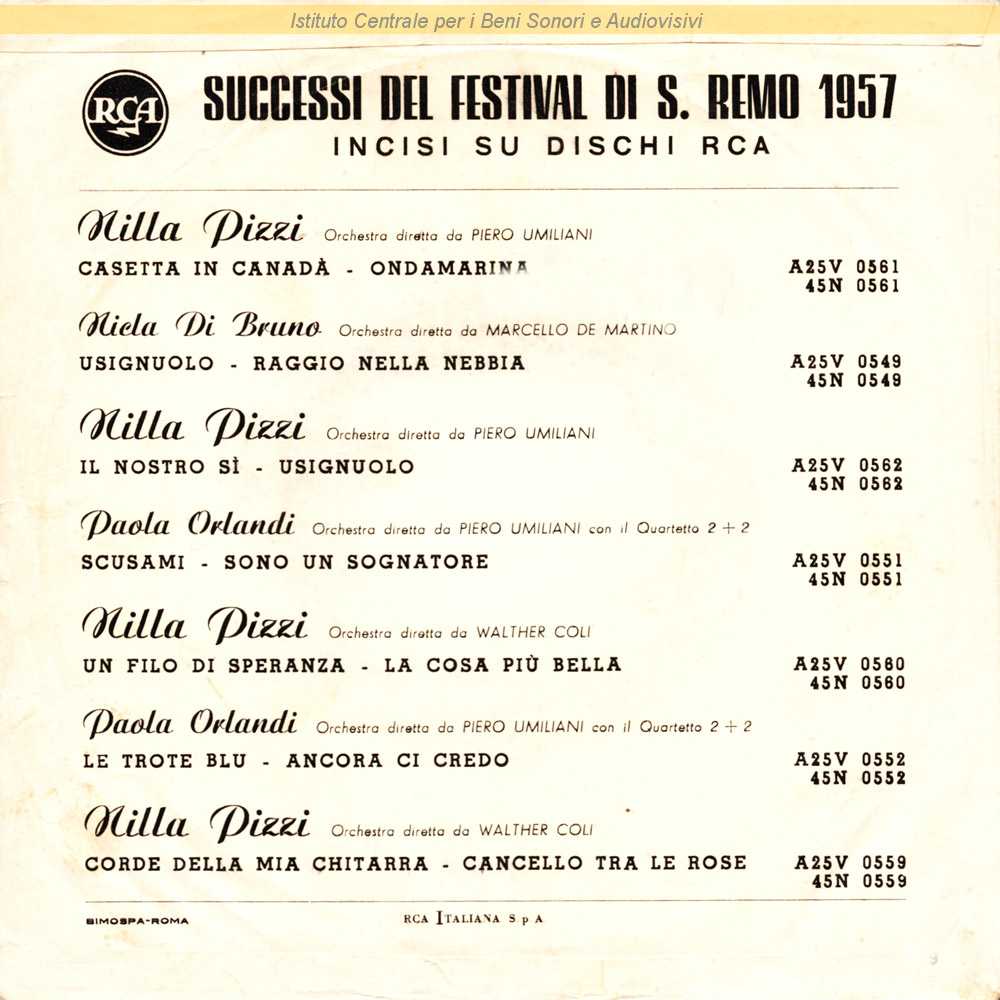 Istituto Centrale per i Beni Sonori e Audiovisivi
RCA
SUCCESSI DEL FESTIVAL DI S. REMO 1957
INCISI SU DISCHI RCA
Nilla Pizzi Orchestra diretta da PIERO UMILIANI
CASETTA IN CANADÀ - ONDAMARINA A25V 0561
45N 0561
Niela Di Bruno Orchestra diretta da MARCELLO DE MARTINO
USIGNUOLO - RAGGIO NELLA NEBBIA A25V 0549
45N 0549
Nilla Pizzi Orchestra diretta da PIERO UMILIANI
IL NOSTRO SÌ - USIGNUOLO A25V 0562
45N 0562
Paola Orlandi Orchestra diretta da PIERO UMILIANI con il Quartetto 2 + 2
SCUSAMI - SONO UN SOGNATORE A25V 0551
45N 0551
Nilla Pizzi Orchestra diretta da WALTHER COLI
UN FILO DI SPERANZA - LA COSA PIÙ BELLA A25V 0560
45N 0560
Paola Orlandi Orchestra diretta da PIERO UMILIANI con il Quartetto 2 + 2
LE TROTE BLU - ANCORA CI CREDO A25V 0552
45N 0552
Nilla Pizzi Orchestra diretta da WALTHER COLI
CORDE DELLA MIA CHITARRA - CANCELLO TRA LE ROSE A25V 0559
45N 0559
SIMOSPA-ROMA RCA ITALIANA S p A